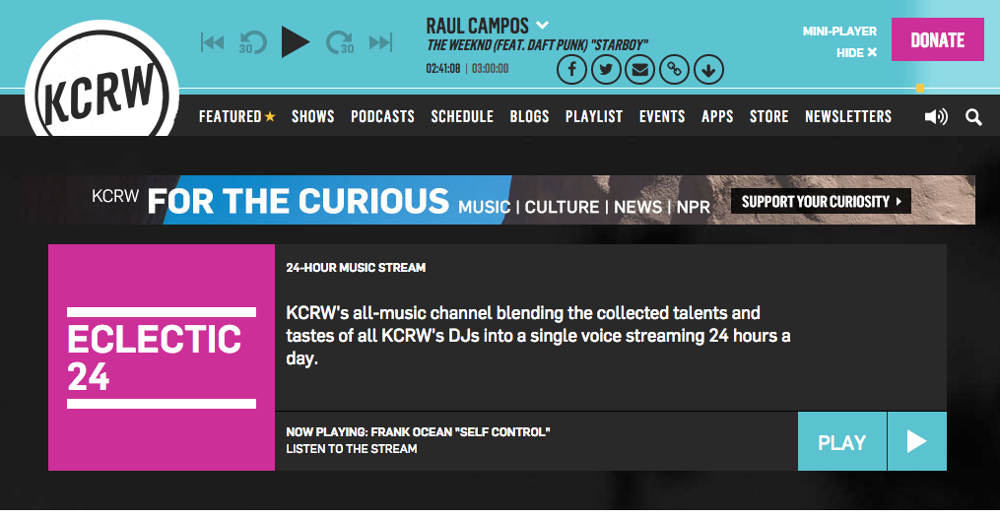 KCRW
30
30
RAUL CAMPOS
THE WEEKND (FEAT. DAFT PUNK) "STARBOY"
02:41:08 | 03:00:00
MINI-PLAYER
HIDE ×
DONATE
FEATURED ★ SHOWS PODCASTS SCHEDULE BLOGS PLAYLIST EVENTS APPS STORE NEWSLETTERS
KCRW FOR THE CURIOUS MUSIC | CULTURE | NEWS | NPR SUPPORT YOUR CURIOSITY
ECLECTIC
24
24-HOUR MUSIC STREAM
KCRW's all-music channel blending the collected talents and
tastes of all KCRW's DJs into a single voice streaming 24 hours a
day.
NOW PLAYING: FRANK OCEAN "SELF CONTROL"
LISTEN TO THE STREAM
PLAY